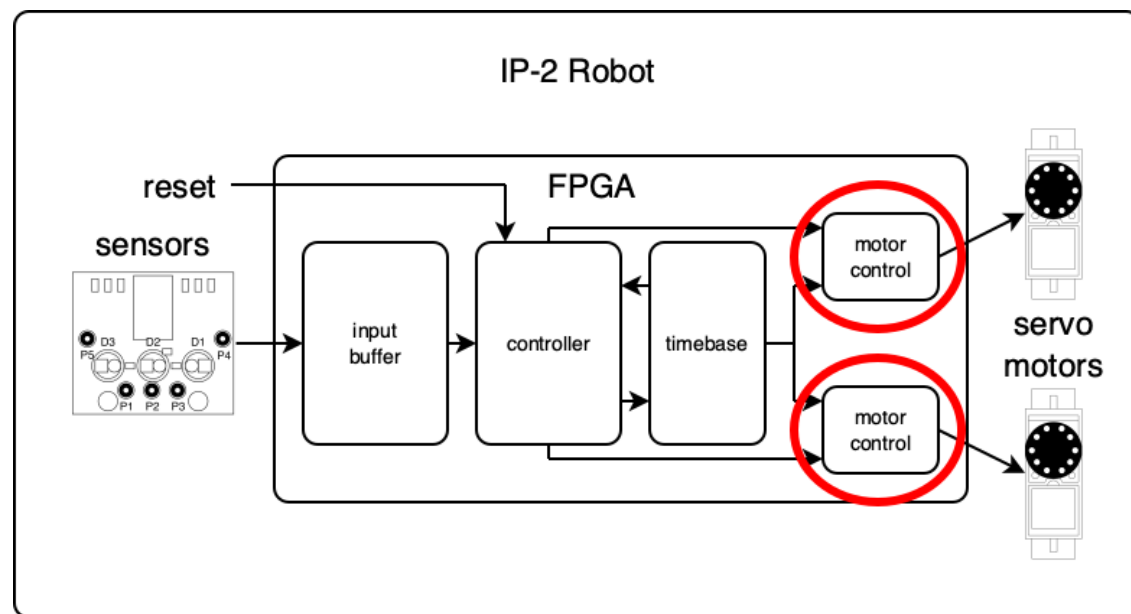 IP-2 Robot
reset
FPGA
sensors
D3 D2 D1
P5 P4
P1 P2 P3
input
buffer
controller
timebase
motor
control
motor
control
servo
motors